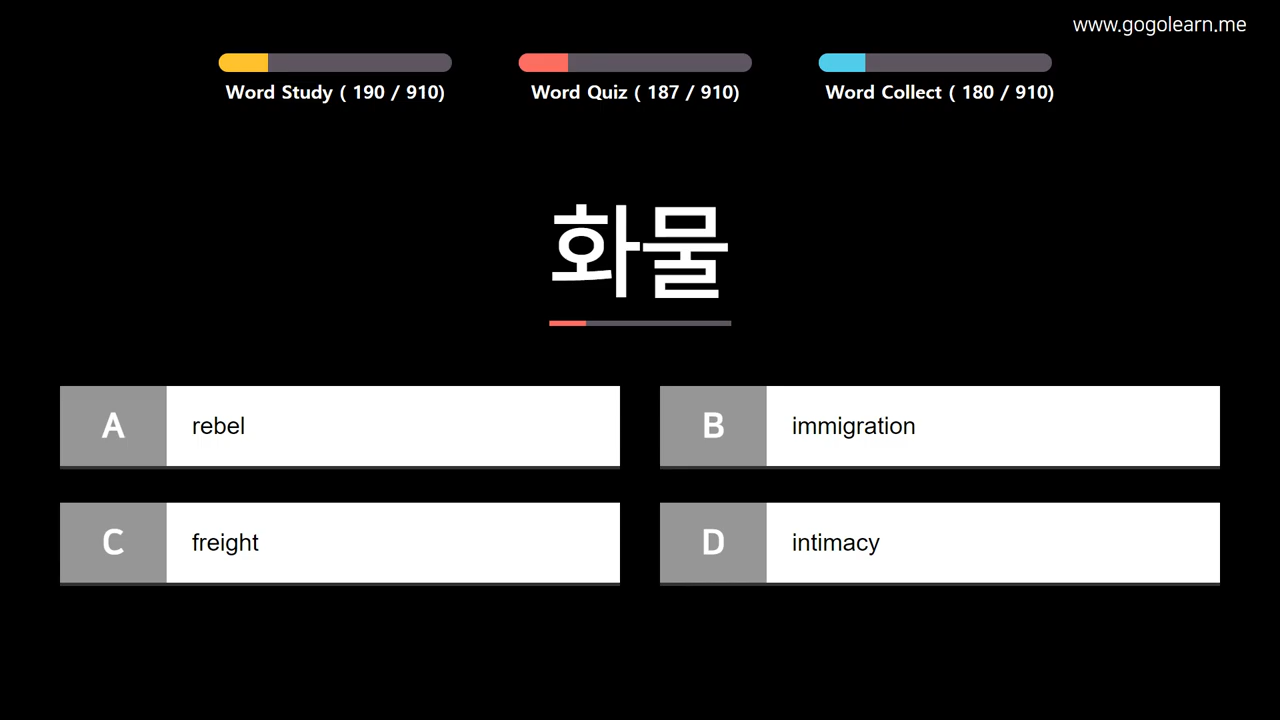 www.gogolearn.me
Word Study ( 190 / 910)
Word Quiz ( 187 / 910)
Word Collect ( 180 / 910)
화물
A rebel
B immigration
C freight
D intimacy